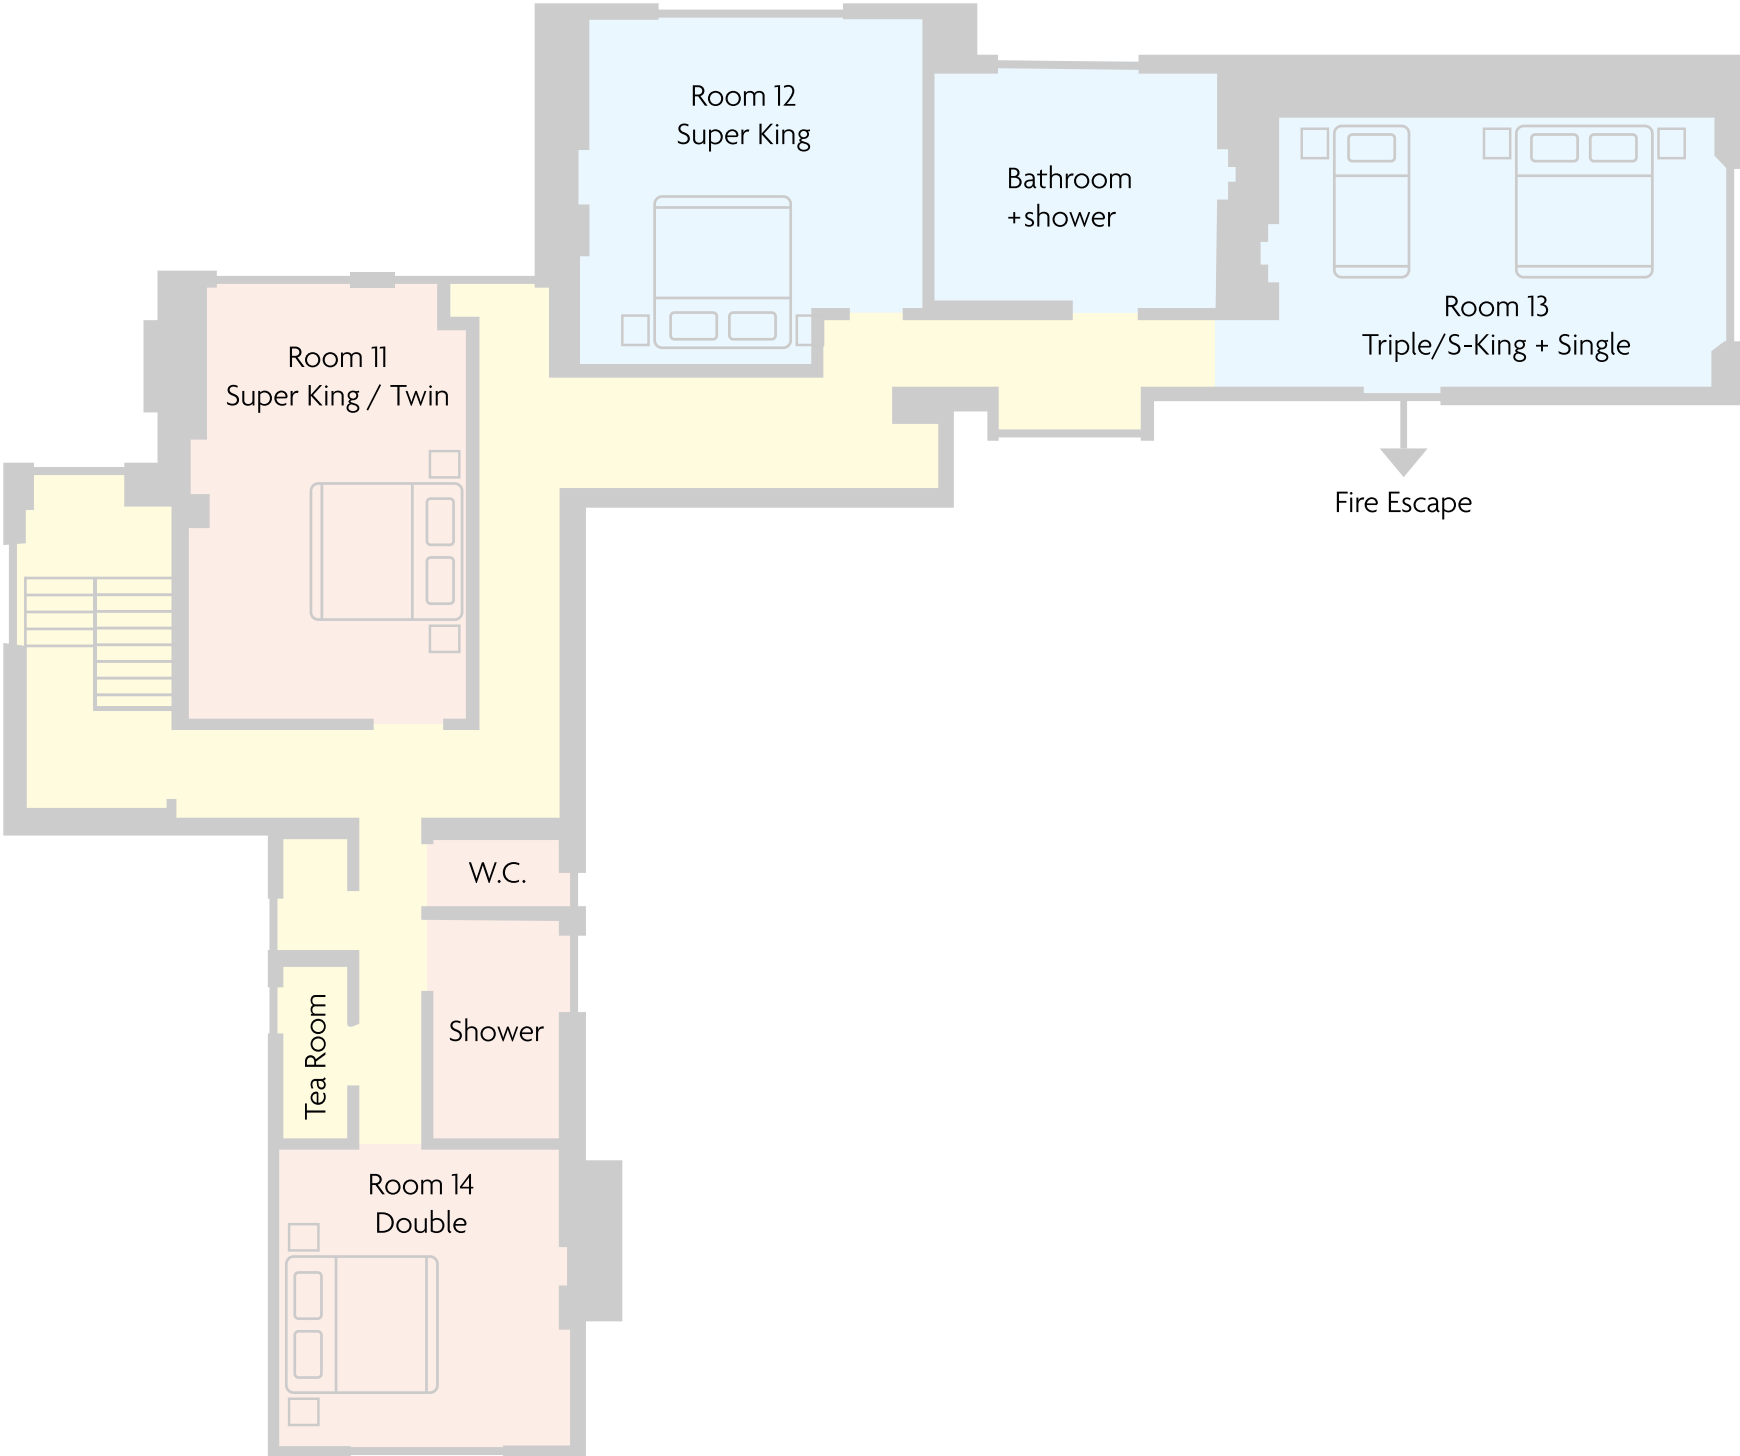 Room 12
Super King
Bathroom
+shower
Room 13
Triple/S-King + Single
Room 11
Super King / Twin
Fire Escape
W.C.
Shower
Tea Room
Room 14
Double